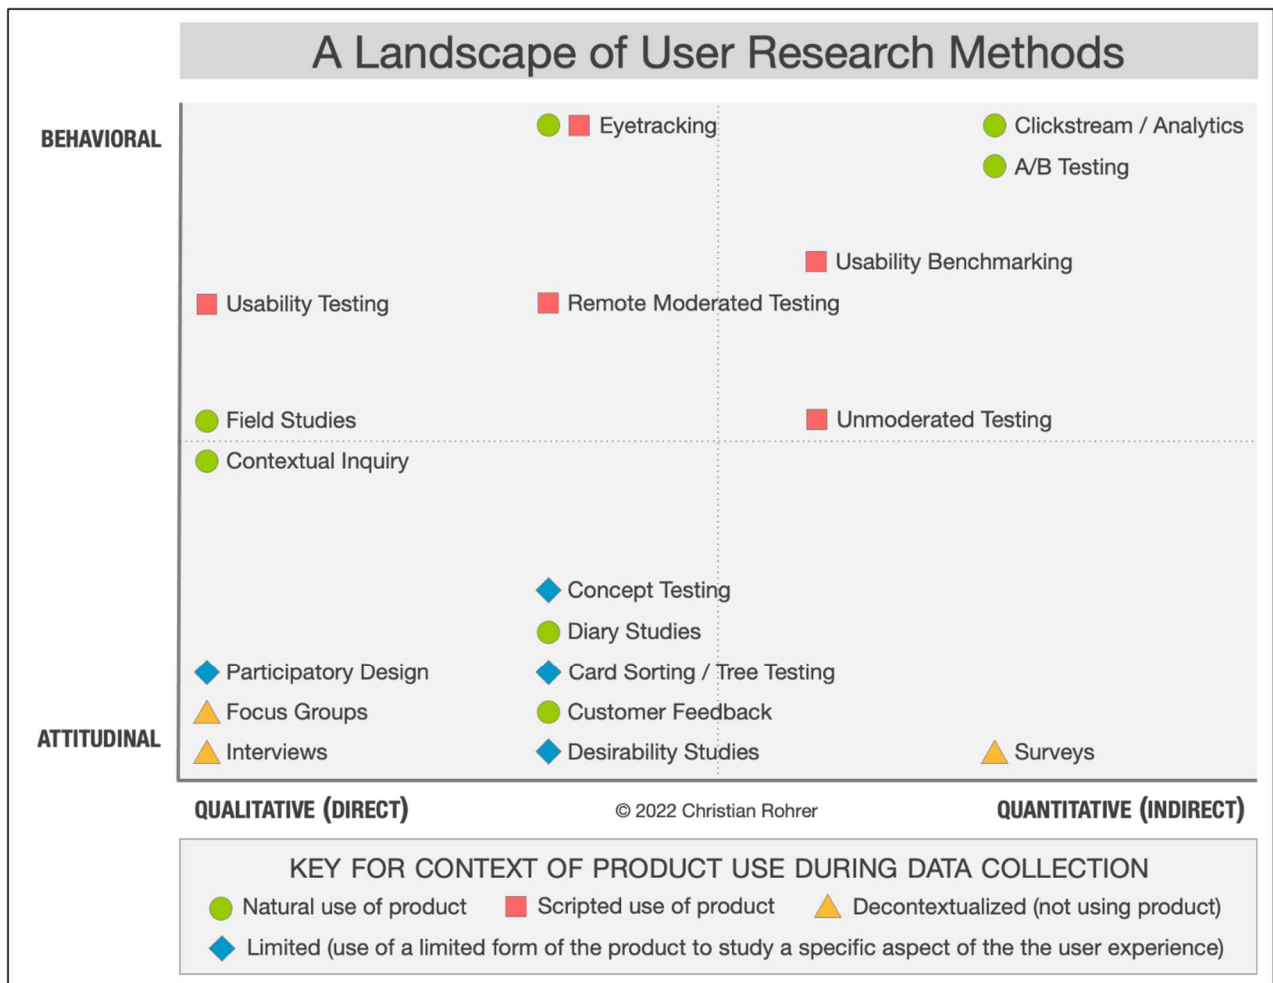 A Landscape of User Research Methods
BEHAVIORAL
Eyetracking
Clickstream / Analytics
A/B Testing
Usability Benchmarking
Usability Testing
Remote Moderated Testing
Field Studies
Unmoderated Testing
Contextual Inquiry
Concept Testing
Diary Studies
Participatory Design
Card Sorting / Tree Testing
Focus Groups
Customer Feedback
ATTITUDINAL
Interviews
Desirability Studies
Surveys
QUALITATIVE (DIRECT)
© 2022 Christian Rohrer
QUANTITATIVE (INDIRECT)
KEY FOR CONTEXT OF PRODUCT USE DURING DATA COLLECTION
Natural use of product
Scripted use of product
Decontextualized (not using product)
Limited (use of a limited form of the product to study a specific aspect of the the user experience)